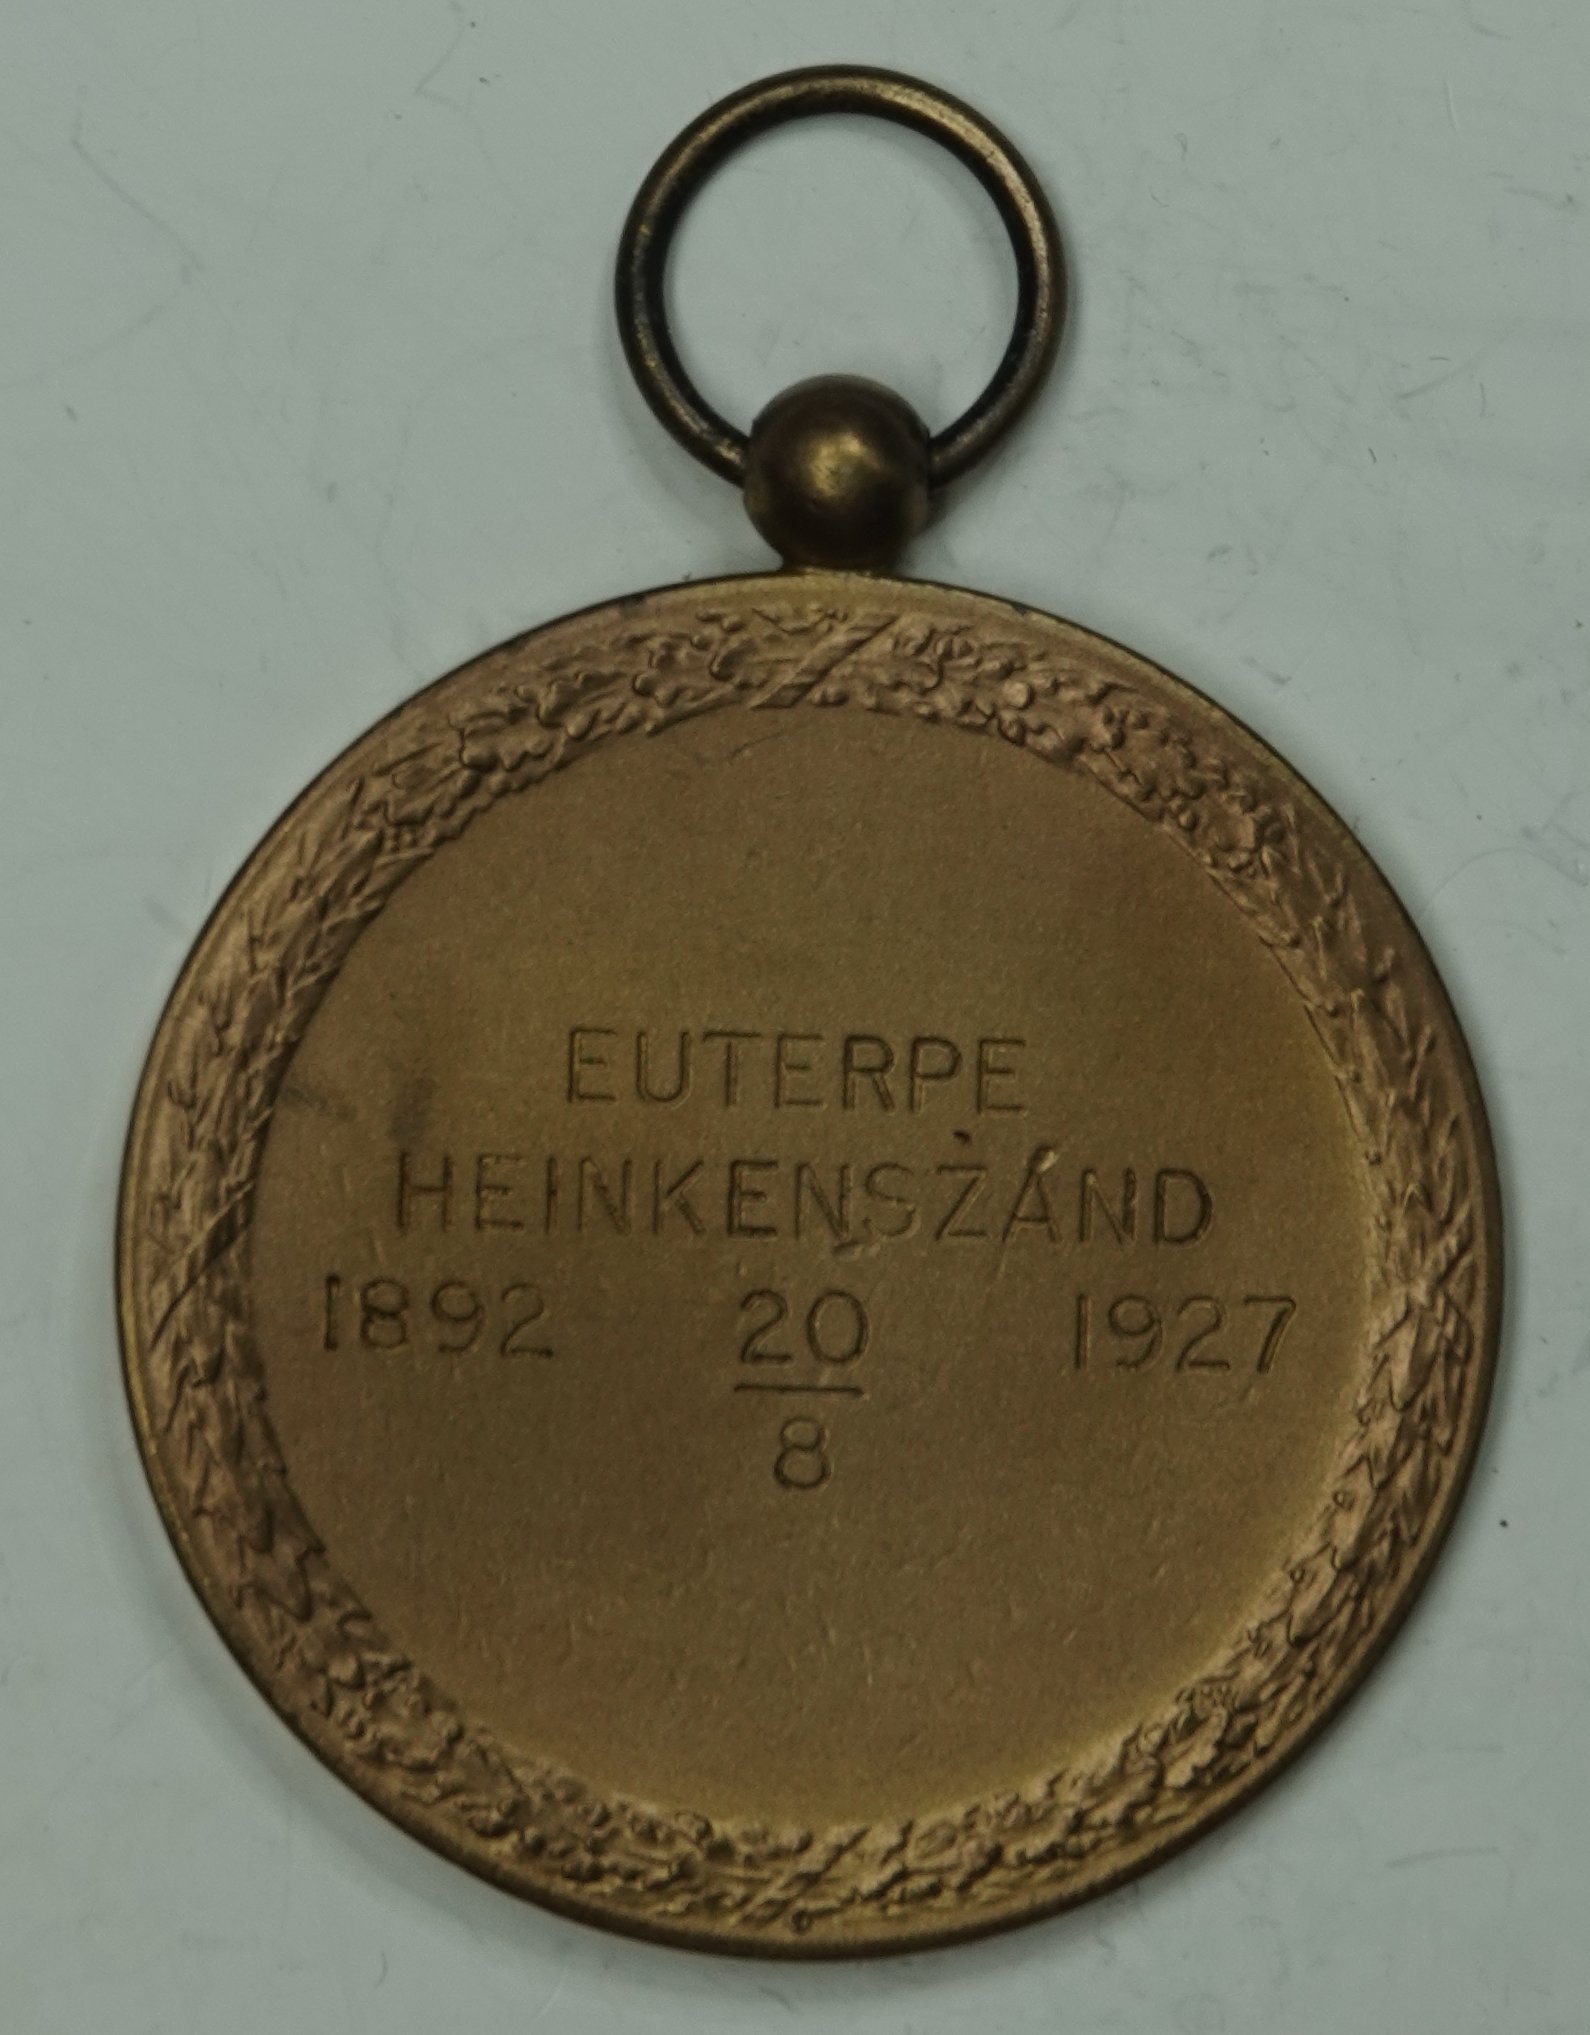 EUTERPE
HEINKENSZAND
1892 20 1927
8